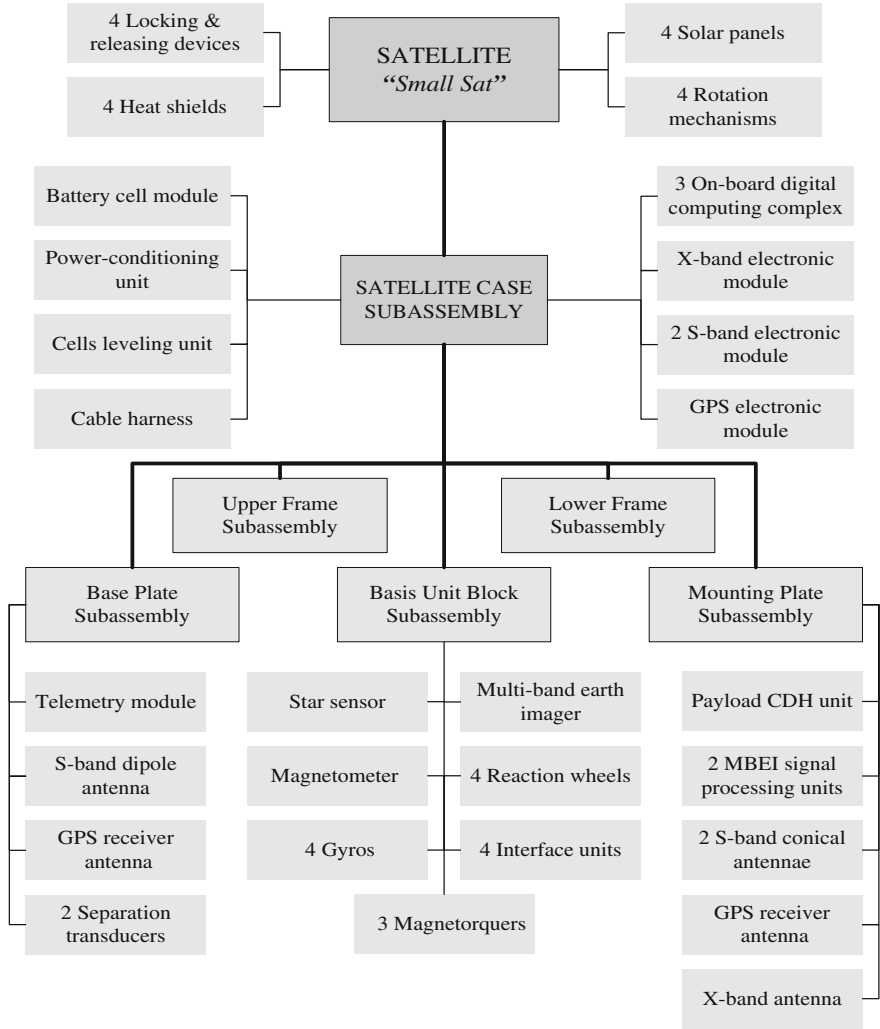 4 Locking &
releasing devices
4 Heat shields
SATELLITE
“Small Sat”
4 Solar panels
4 Rotation
mechanisms
Battery cell module
Power-conditioning
unit
Cells leveling unit
Cable harness
SATELLITE CASE
SUBASSEMBLY
3 On-board digital
computing complex
X-band electronic
module
2 S-band electronic
module
GPS electronic
module
Upper Frame
Subassembly
Lower Frame
Subassembly
Base Plate
Subassembly
Basis Unit Block
Subassembly
Mounting Plate
Subassembly
Telemetry module
S-band dipole
antenna
GPS receiver
antenna
2 Separation
transducers
Star sensor
Magnetometer
4 Gyros
Multi-band earth
imager
4 Reaction wheels
4 Interface units
3 Magnetorquers
Payload CDH unit
2 MBEI signal
processing units
2 S-band conical
antennae
GPS receiver
antenna
X-band antenna